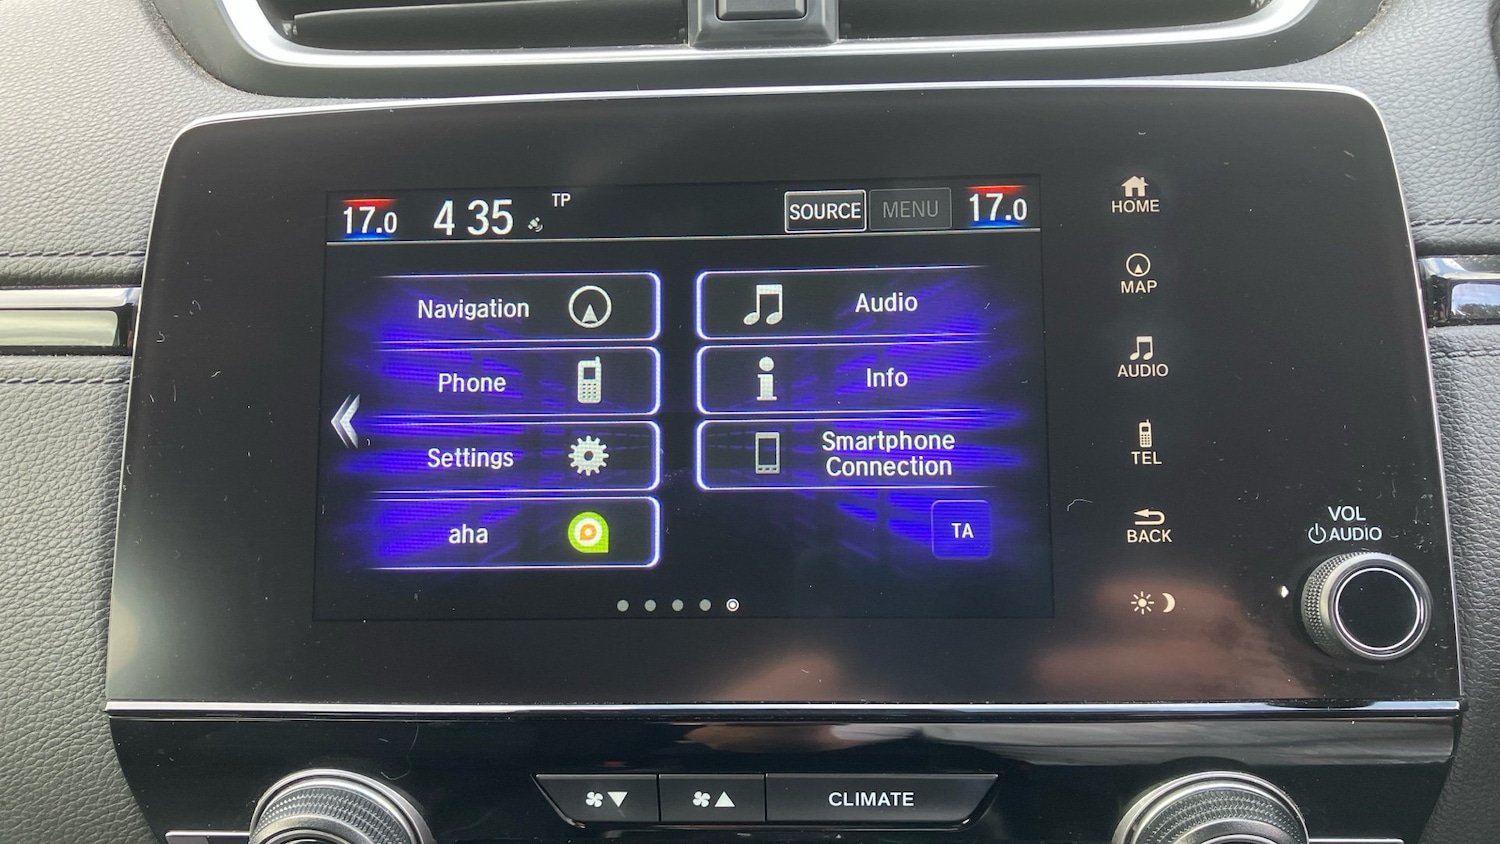 17.0 4 35 TP SOURCE MENU 17.0
Navigation
Audio
Phone
Info
Settings
Smartphone
Connection
aha
TA
HOME
MAP
AUDIO
TEL
BACK
VOL
AUDIO
CLIMATE